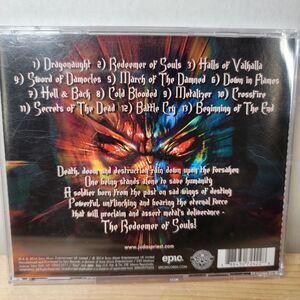 1) Dragonaught 2) Redeemer of Souls 3) Halls of Valhalla
4) Sword of Damocles 5) March Of The Damned 6) Down in Flames
7) Hell & Back 8) Cold Blooded 9) Metalizer 10) Crossfire
11) Secrets Of The Dead 12) Battle Cry 13) Beginning Of The End
Death, doom and destruction rain down upon the forsaken
One being stands alone to save humanity
A soldier born from the past on sad wings of destiny
Powerful, unflinching and hearing the eternal force
that will proclaim and assert metal's deliverance -
The Redeemer of Souls!
www.judaspriest.com
epic